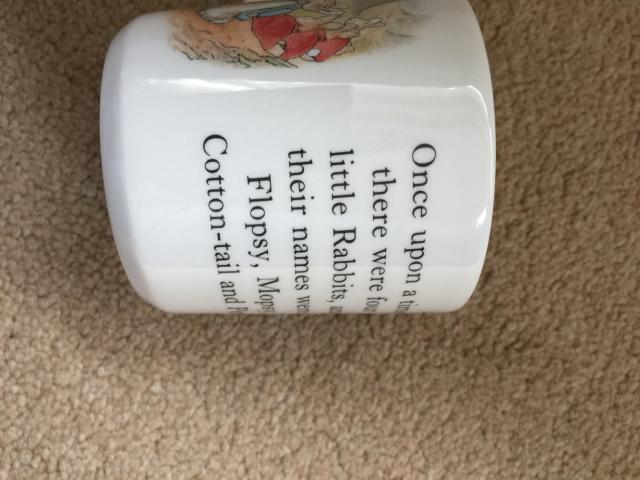 Once upon a
there were
little Rabbits,
their names
Flopsy,
Cotton-tail and